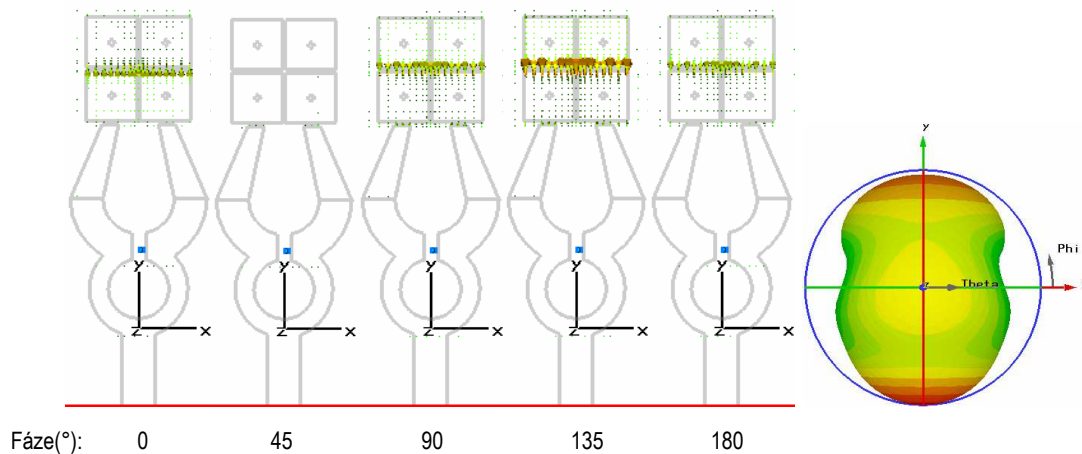 y
Phi
Theta
Y Y Y Y Y
Z X Z X Z X Z X Z X
Fáze(°): 0 45 90 135 180